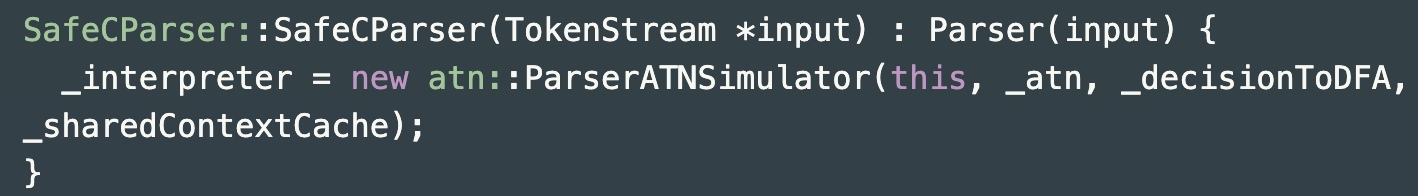 SafeCParser::SafeCParser(TokenStream *input) : Parser(input) {
  _interpreter = new atn::ParserATNSimulator(this, _atn, _decisionToDFA,
_sharedContextCache);
}